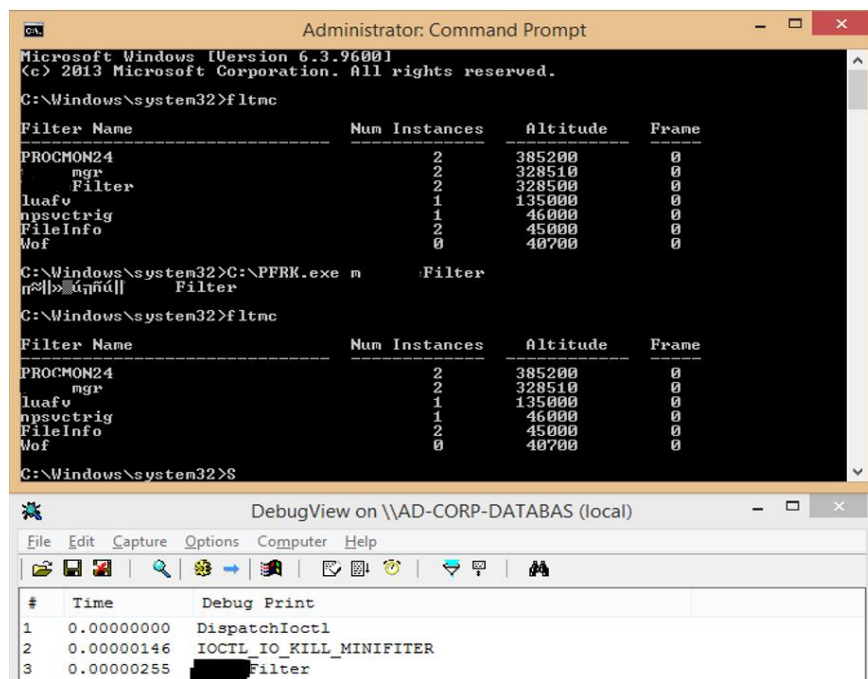 Administrator: Command Prompt
Microsoft Windows [Version 6.3.9600]
(c) 2013 Microsoft Corporation. All rights reserved.
C:\Windows\system32>fltmc
Filter Name Num Instances Altitude Frame
PROCMON24 2 385200 0
mgr 2 328510 0
Filter 2 328500 0
luafv 1 135000 0
npsvctrig 1 46000 0
FileInfo 2 45000 0
Wof 0 40700 0
C:\Windows\system32>C:\PFRK.exe m Filter
Filter
C:\Windows\system32>fltmc
Filter Name Num Instances Altitude Frame
PROCMON24 2 385200 0
mgr 2 328510 0
luafv 1 135000 0
npsvctrig 1 46000 0
FileInfo 2 45000 0
Wof 0 40700 0
C:\Windows\system32>S
DebugView on \\AD-CORP-DATABAS (local)
File Edit Capture Options Computer Help
# Time Debug Print
1 0.00000000 DispatchIoctl
2 0.00000146 IOCTL_IO_KILL_MINIFITER
3 0.00000255 Filter